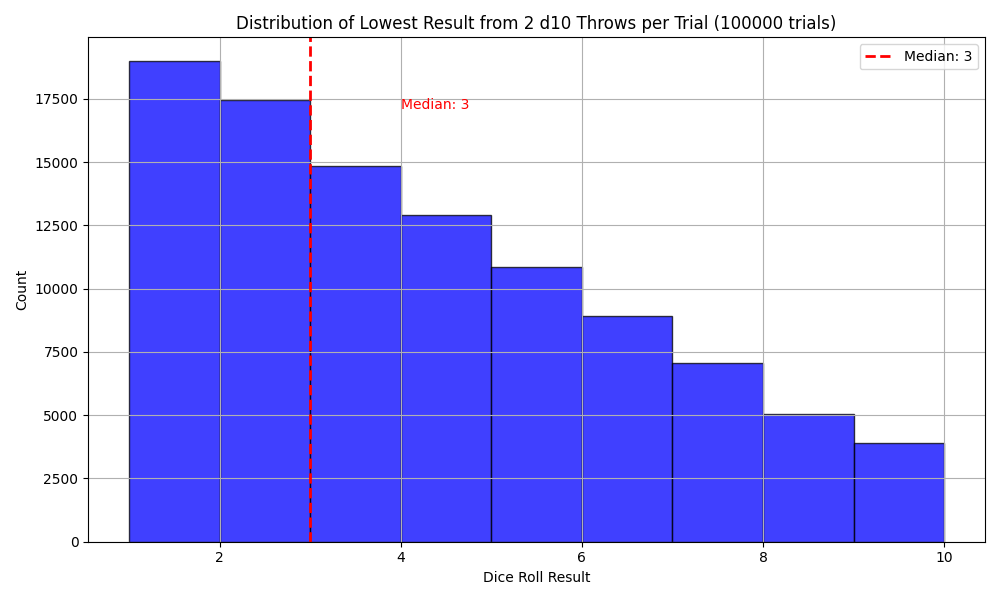 Distribution of Lowest Result from 2 d10 Throws per Trial (100000 trials)
Median: 3
Median: 3
17500
15000
12500
10000
7500
5000
2500
0
Count
2
4
6
8
10
Dice Roll Result